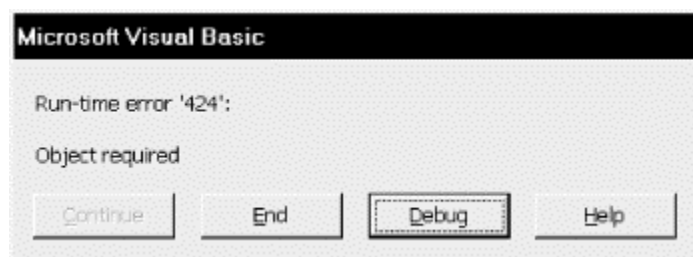 Microsoft Visual Basic
Run-time error '424':
Object required
Continue End Debug Help